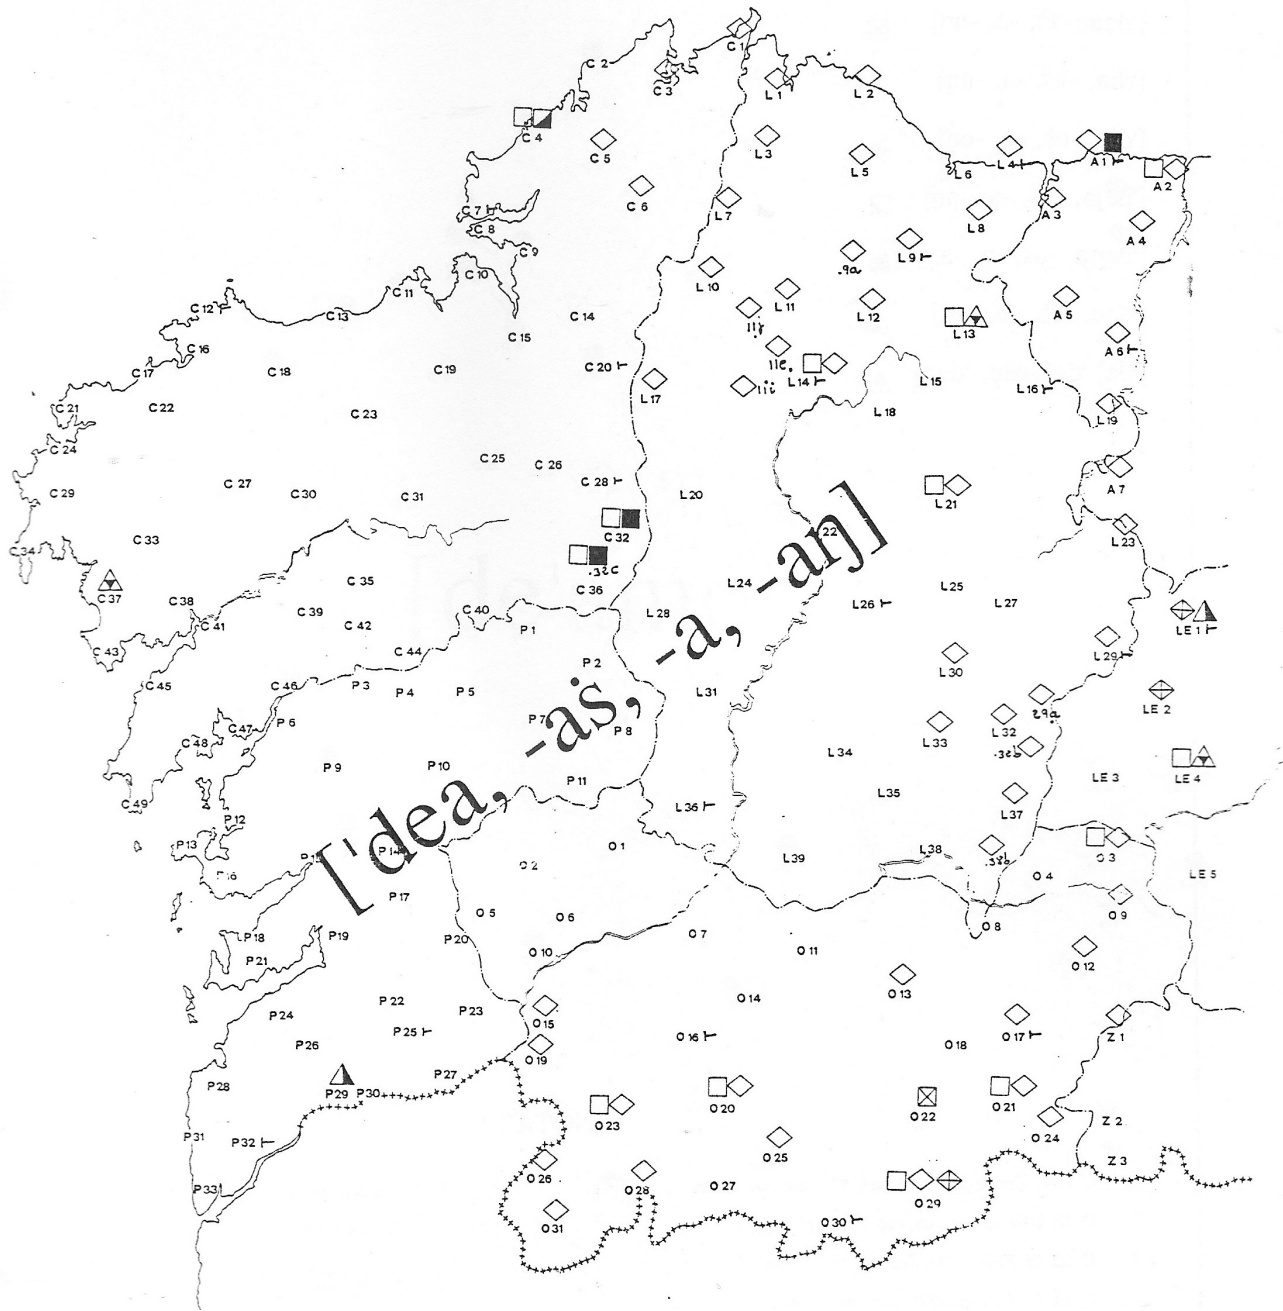 C 1
C 2
C 3
L 1
L 2
C 4
C 5
L 3
L 5
L 4
L 6
A 1
A 2
C 6
L 7
L 8
A 3
A 4
C 7
C 8
C 9
C 10
L 9
.9a
L 10
L 11
L 12
L 13
A 5
A 6
C 11
C 12
C 13
C 14
C 15
C 16
C 17
C 18
C 19
C 20
L 17
L 14
L 15
L 16
L 18
L 19
C 21
C 22
C 23
C 24
C 25
C 26
C 27
C 28
C 29
C 30
C 31
L 20
L 21
A 7
C 32
.32c
C 33
C 34
L 23
C 35
C 36
C 37
C 38
C 39
C 40
C 41
C 42
C 43
C 44
L 24
L 25
L 26
L 27
L 28
LE 1
P 1
P 2
L 29
L 30
L 31
C 45
C 46
P 3
P 4
P 5
29a
LE 2
C 47
C 48
P 6
P 7
P 8
L 32
.32b
L 33
L 34
P 9
P 10
P 11
LE 3
LE 4
C 49
L 35
L 36
L 37
P 12
P 13
P 14
O 1
O 2
L 38
L 39
O 3
O 4
LE 5
P 16
P 17
O 5
O 6
O 7
O 8
O 9
P 18
P 19
P 20
P 21
O 10
O 11
O 12
O 13
O 14
P 22
P 23
P 24
P 25
P 26
O 15
O 16
O 17
O 18
O 19
Z 1
P 27
P 28
P 29
P 30
O 20
O 21
O 22
O 23
O 24
Z 2
P 31
P 32
O 25
Z 3
P 33
O 26
O 27
O 28
O 29
O 30
O 31
['dea, -aṡ, -a, -aŋ]